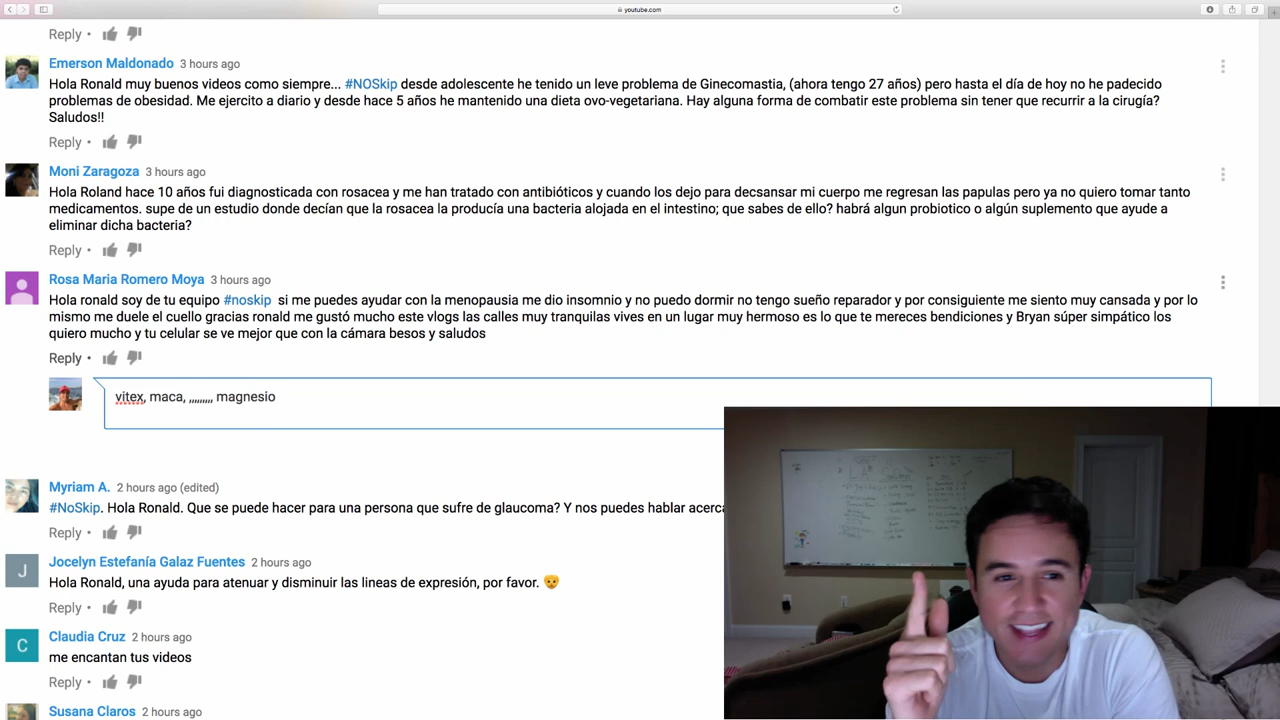 youtube.com
Reply •
Emerson Maldonado 3 hours ago
Hola Ronald muy buenos videos como siempre... #NOSkip desde adolescente he tenido un leve problema de Ginecomastia, (ahora tengo 27 años) pero hasta el día de hoy no he padecido
problemas de obesidad. Me ejercito a diario y desde hace 5 años he mantenido una dieta ovo-vegetariana. Hay alguna forma de combatir este problema sin tener que recurrir a la cirugía?
Saludos!!
Reply •
Moni Zaragoza 3 hours ago
Hola Roland hace 10 años fui diagnosticada con rosacea y me han tratado con antibióticos y cuando los dejo para decsansar mi cuerpo me regresan las papulas pero ya no quiero tomar tanto
medicamentos. supe de un estudio donde decían que la rosacea la producía una bacteria alojada en el intestino; que sabes de ello? habrá algun probiotico o algún suplemento que ayude a
eliminar dicha bacteria?
Reply •
Rosa Maria Romero Moya 3 hours ago
Hola ronald soy de tu equipo #noskip si me puedes ayudar con la menopausia me dio insomnio y no puedo dormir no tengo sueño reparador y por consiguiente me siento muy cansada y por lo
mismo me duele el cuello gracias ronald me gustó mucho este vlogs las calles muy tranquilas vives en un lugar muy hermoso es lo que te mereces bendiciones y Bryan súper simpático los
quiero mucho y tu celular se ve mejor que con la cámara besos y saludos
Reply •
vitex, maca, ,,,,,,,,, magnesio
Myriam A. 2 hours ago (edited)
#NoSkip. Hola Ronald. Que se puede hacer para una persona que sufre de glaucoma? Y nos puedes hablar acerca
Reply •
J
Jocelyn Estefanía Galaz Fuentes 2 hours ago
Hola Ronald, una ayuda para atenuar y disminuir las lineas de expresión, por favor.
Reply •
C
Claudia Cruz 2 hours ago
me encantan tus videos
Reply •
Susana Claros 2 hours ago